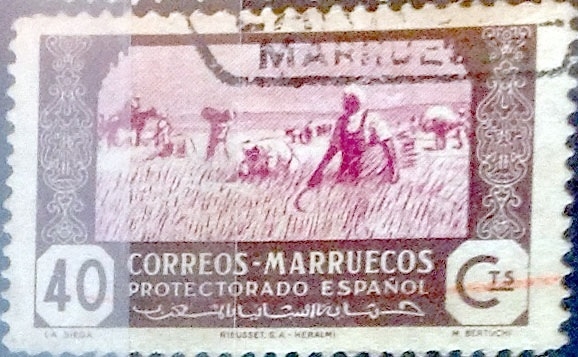 MARRUEC
40
CORREOS-MARRUECOS
PROTECTORADO ESPAÑOL
CTS
LA SIEGA
RIEUSSET, S.A.-HERALMI
M. BERTUCHI